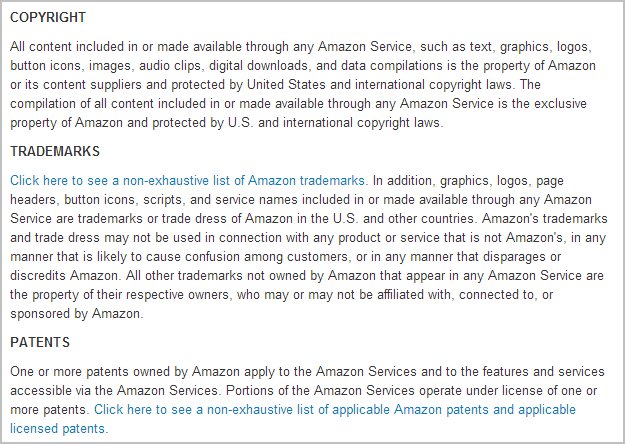 COPYRIGHT
All content included in or made available through any Amazon Service, such as text, graphics, logos,
button icons, images, audio clips, digital downloads, and data compilations is the property of Amazon
or its content suppliers and protected by United States and international copyright laws. The
compilation of all content included in or made available through any Amazon Service is the exclusive
property of Amazon and protected by U.S. and international copyright laws.
TRADEMARKS
Click here to see a non-exhaustive list of Amazon trademarks. In addition, graphics, logos, page
headers, button icons, scripts, and service names included in or made available through any Amazon
Service are trademarks or trade dress of Amazon in the U.S. and other countries. Amazon's trademarks
and trade dress may not be used in connection with any product or service that is not Amazon's, in any
manner that is likely to cause confusion among customers, or in any manner that disparages or
discredits Amazon. All other trademarks not owned by Amazon that appear in any Amazon Service are
the property of their respective owners, who may or may not be affiliated with, connected to, or
sponsored by Amazon.
PATENTS
One or more patents owned by Amazon apply to the Amazon Services and to the features and services
accessible via the Amazon Services. Portions of the Amazon Services operate under license of one or
more patents. Click here to see a non-exhaustive list of applicable Amazon patents and applicable
licensed patents.